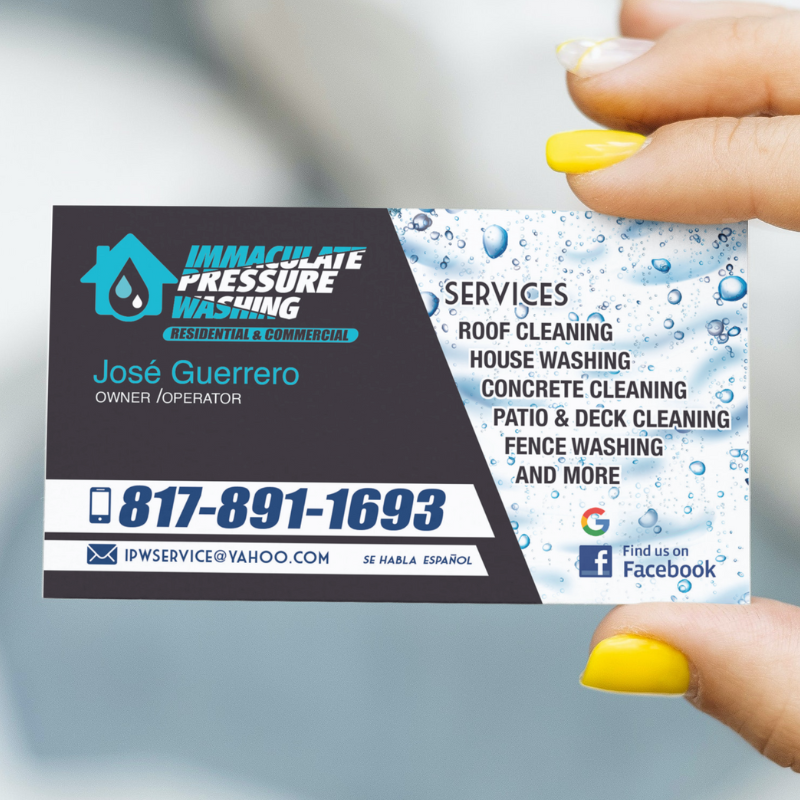 IMMACULATE
PRESSURE
WASHING
RESIDENTIAL & COMMERCIAL
José Guerrero
OWNER /OPERATOR
817-891-1693
IPWSERVICE@YAHOO.COM
SE HABLA ESPAÑOL
SERVICES
ROOF CLEANING
HOUSE WASHING
CONCRETE CLEANING
PATIO & DECK CLEANING
FENCE WASHING
AND MORE
G
f
Find us on
Facebook